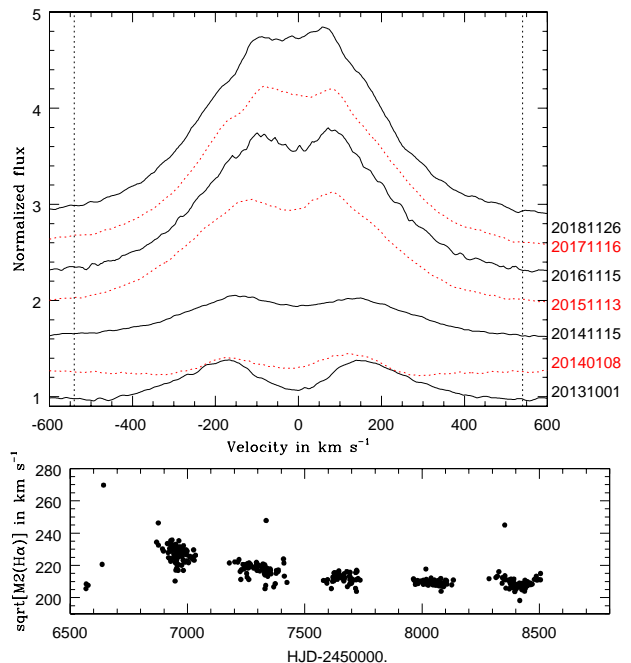 5
4
3
2
1
Normalized flux
20181126
20171116
20161115
20151113
20141115
20140108
20131001
-600 -400 -200 0 200 400 600
Velocity in km s⁻¹
280
260
240
220
200
sqrt[M2(Hα)] in km s⁻¹
6500 7000 7500 8000 8500
HJD-2450000.